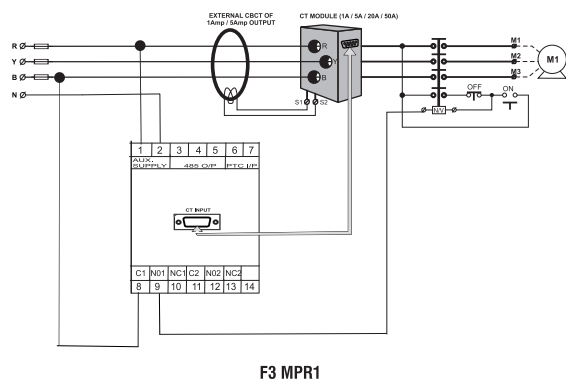 EXTERNAL CBCT OF
1Amp / 5Amp OUTPUT
CT MODULE (1A / 5A / 20A / 50A)
R
Y
B
N
R
Y
B
S1
S2
M1
M2
M3
M1
OFF
ON
N/V
1 2 3 4 5 6 7
AUX.
SUPPLY 485 O/P PTC I/P
CT INPUT
C1 N01 NC1 C2 N02 NC2
8 9 10 11 12 13 14
F3 MPR1